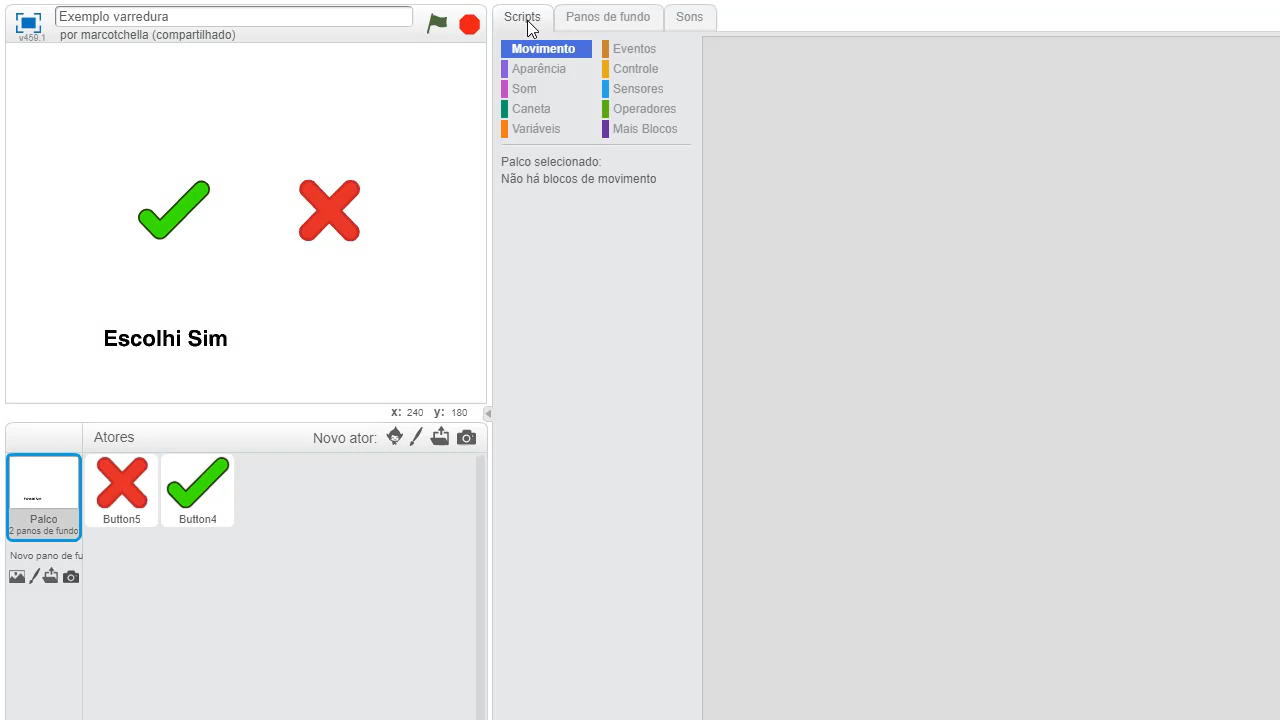 Exemplo varredura
por marcotchella (compartilhado)
v459.1
Scripts
Panos de fundo
Sons
Movimento
Aparência
Som
Caneta
Variáveis
Eventos
Controle
Sensores
Operadores
Mais Blocos
Palco selecionado:
Não há blocos de movimento
Escolhi Sim
x: 240 y: 180
Atores
Novo ator:
Palco
2 panos de fundo
Button5
Button4
Novo pano de fu